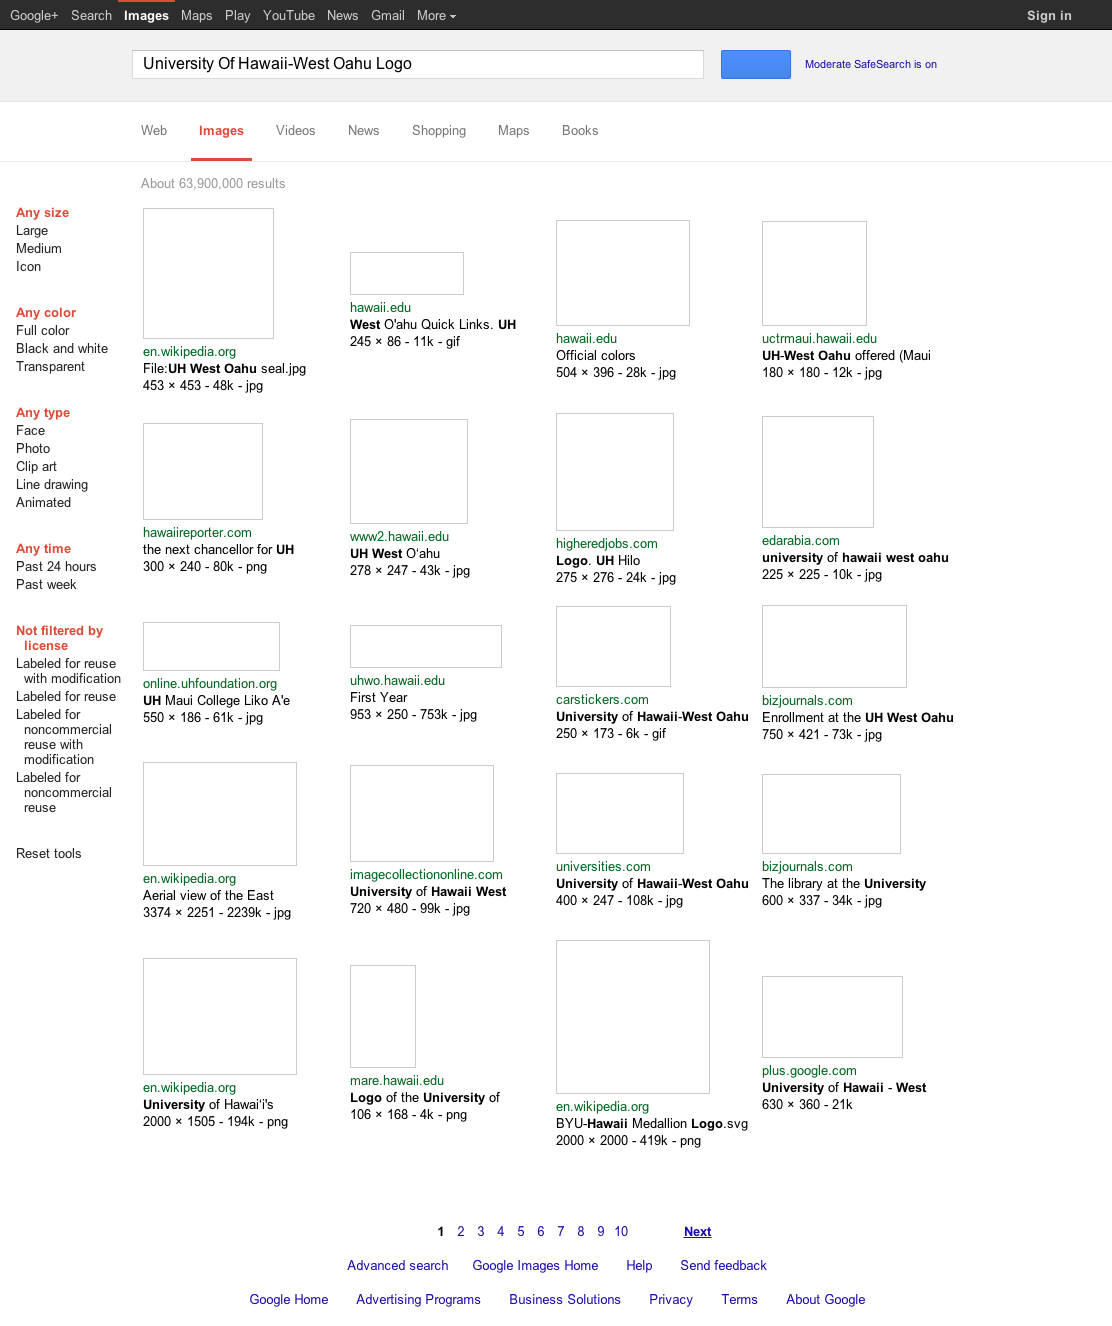 Google+ Search Images Maps Play YouTube News Gmail More Sign in
University Of Hawaii-West Oahu Logo
Moderate SafeSearch is on
Web Images Videos News Shopping Maps Books
About 63,900,000 results
Any size
Large
Medium
Icon
Any color
Full color
Black and white
Transparent
Any type
Face
Photo
Clip art
Line drawing
Animated
Any time
Past 24 hours
Past week
Not filtered by
license
Labeled for reuse
with modification
Labeled for reuse
Labeled for
noncommercial
reuse with
modification
Labeled for
noncommercial
reuse
Reset tools
en.wikipedia.org
File:UH West Oahu seal.jpg
453 × 453 - 48k - jpg
hawaii.edu
West O'ahu Quick Links. UH
245 × 86 - 11k - gif
hawaii.edu
Official colors
504 × 396 - 28k - jpg
uctrmaui.hawaii.edu
UH-West Oahu offered (Maui
180 × 180 - 12k - jpg
hawaiireporter.com
the next chancellor for UH
300 × 240 - 80k - png
www2.hawaii.edu
UH West Oʻahu
278 × 247 - 43k - jpg
higheredjobs.com
Logo. UH Hilo
275 × 276 - 24k - jpg
edarabia.com
university of hawaii west oahu
225 × 225 - 10k - jpg
online.uhfoundation.org
UH Maui College Liko A'e
550 × 186 - 61k - jpg
uhwo.hawaii.edu
First Year
953 × 250 - 753k - jpg
carstickers.com
University of Hawaii-West Oahu
250 × 173 - 6k - gif
bizjournals.com
Enrollment at the UH West Oahu
750 × 421 - 73k - jpg
en.wikipedia.org
Aerial view of the East
3374 × 2251 - 2239k - jpg
imagecollectiononline.com
University of Hawaii West
720 × 480 - 99k - jpg
universities.com
University of Hawaii-West Oahu
400 × 247 - 108k - jpg
bizjournals.com
The library at the University
600 × 337 - 34k - jpg
en.wikipedia.org
University of Hawaiʻi's
2000 × 1505 - 194k - png
mare.hawaii.edu
Logo of the University of
106 × 168 - 4k - png
en.wikipedia.org
BYU-Hawaii Medallion Logo.svg
2000 × 2000 - 419k - png
plus.google.com
University of Hawaii - West
630 × 360 - 21k
1 2 3 4 5 6 7 8 9 10 Next
Advanced search Google Images Home Help Send feedback
Google Home Advertising Programs Business Solutions Privacy Terms About Google